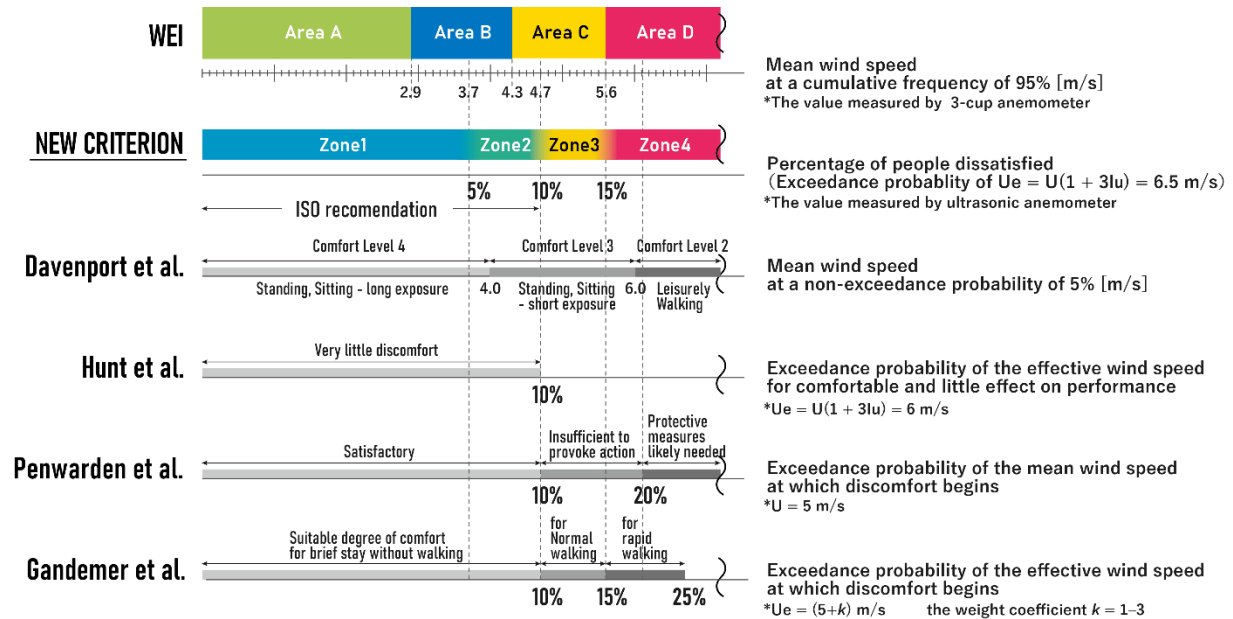 WEI
Area A
Area B
Area C
Area D
2.9
3.7
4.3
4.7
5.6
Mean wind speed
at a cumulative frequency of 95% [m/s]
*The value measured by 3-cup anemometer
NEW CRITERION
Zone1
Zone2
Zone3
Zone4
5%
10%
15%
ISO recomendation
Percentage of people dissatisfied
(Exceedance probablity of Ue = U(1 + 3Iu) = 6.5 m/s)
*The value measured by ultrasonic anemometer
Davenport et al.
Comfort Level 4
Comfort Level 3
Comfort Level 2
Standing, Sitting - long exposure
4.0
Standing, Sitting
- short exposure
6.0
Leisurely
Walking
Mean wind speed
at a non-exceedance probability of 5% [m/s]
Hunt et al.
Very little discomfort
10%
Exceedance probability of the effective wind speed
for comfortable and little effect on performance
*Ue = U(1 + 3Iu) = 6 m/s
Penwarden et al.
Satisfactory
Insufficient to
provoke action
Protective
measures
likely needed
10%
20%
Exceedance probability of the mean wind speed
at which discomfort begins
*U = 5 m/s
Gandemer et al.
Suitable degree of comfort
for brief stay without walking
for
Normal
walking
for
rapid
walking
10%
15%
25%
Exceedance probability of the effective wind speed
at which discomfort begins
*Ue = (5+k) m/s the weight coefficient k = 1–3